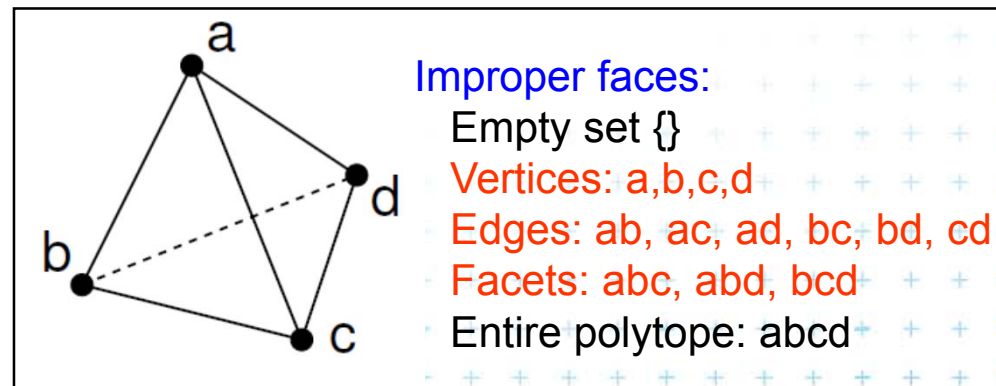 a
d
b
c
Improper faces:
Empty set {}
Vertices: a,b,c,d
Edges: ab, ac, ad, bc, bd, cd
Facets: abc, abd, bcd
Entire polytope: abcd